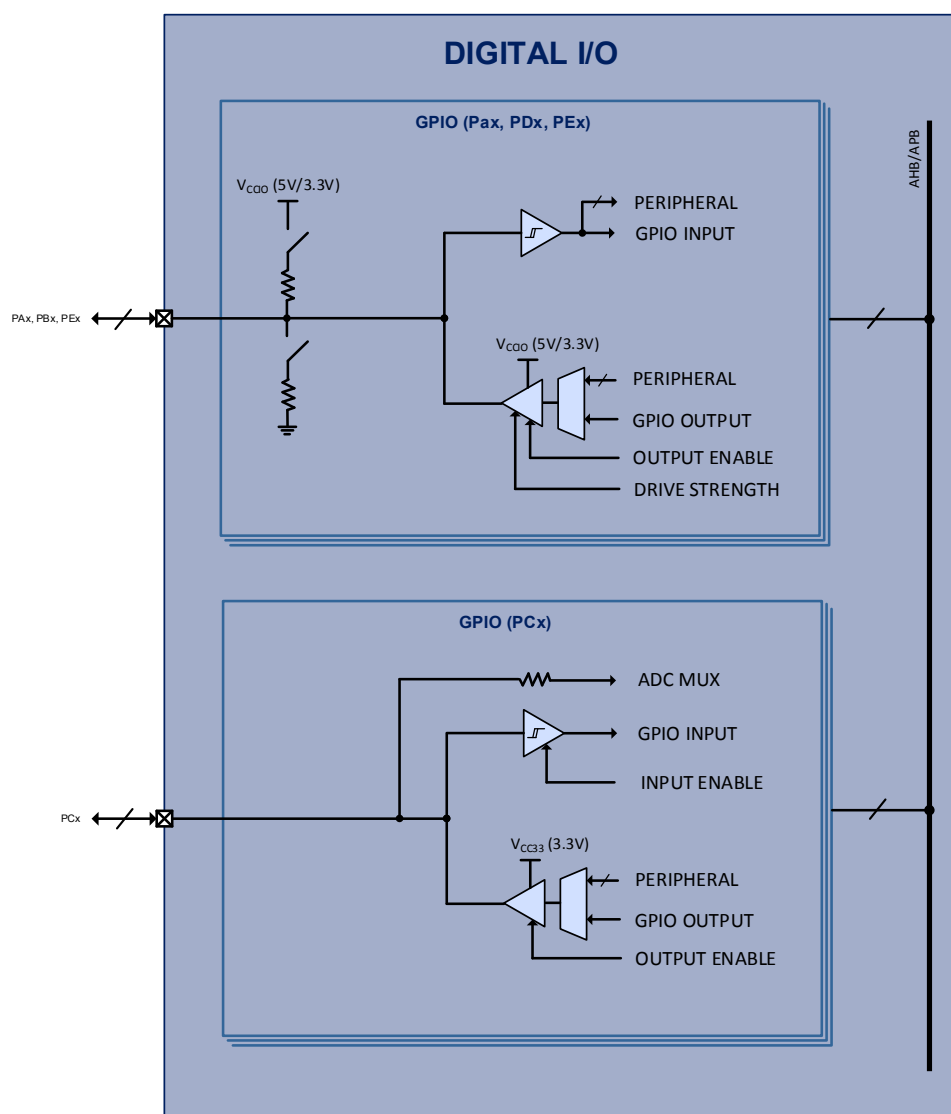 DIGITAL I/O
GPIO (Pax, PDx, PEx)
AHB/APB
VCCIO (5V/3.3V)
PERIPHERAL
GPIO INPUT
PAx, PBx, PEx
VCCIO (5V/3.3V)
PERIPHERAL
GPIO OUTPUT
OUTPUT ENABLE
DRIVE STRENGTH
GPIO (PCx)
ADC MUX
GPIO INPUT
INPUT ENABLE
PCx
VCC33 (3.3V)
PERIPHERAL
GPIO OUTPUT
OUTPUT ENABLE